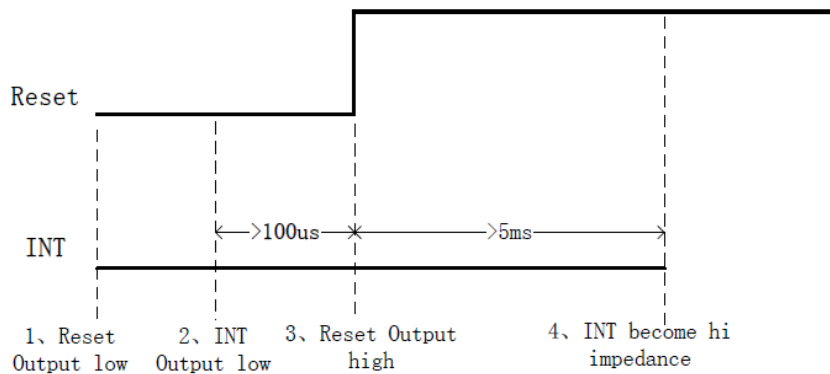 Reset
>100us
>5ms
INT
1、Reset
Output low
2、INT
Output low
3、Reset Output
high
4、INT become hi
impedance